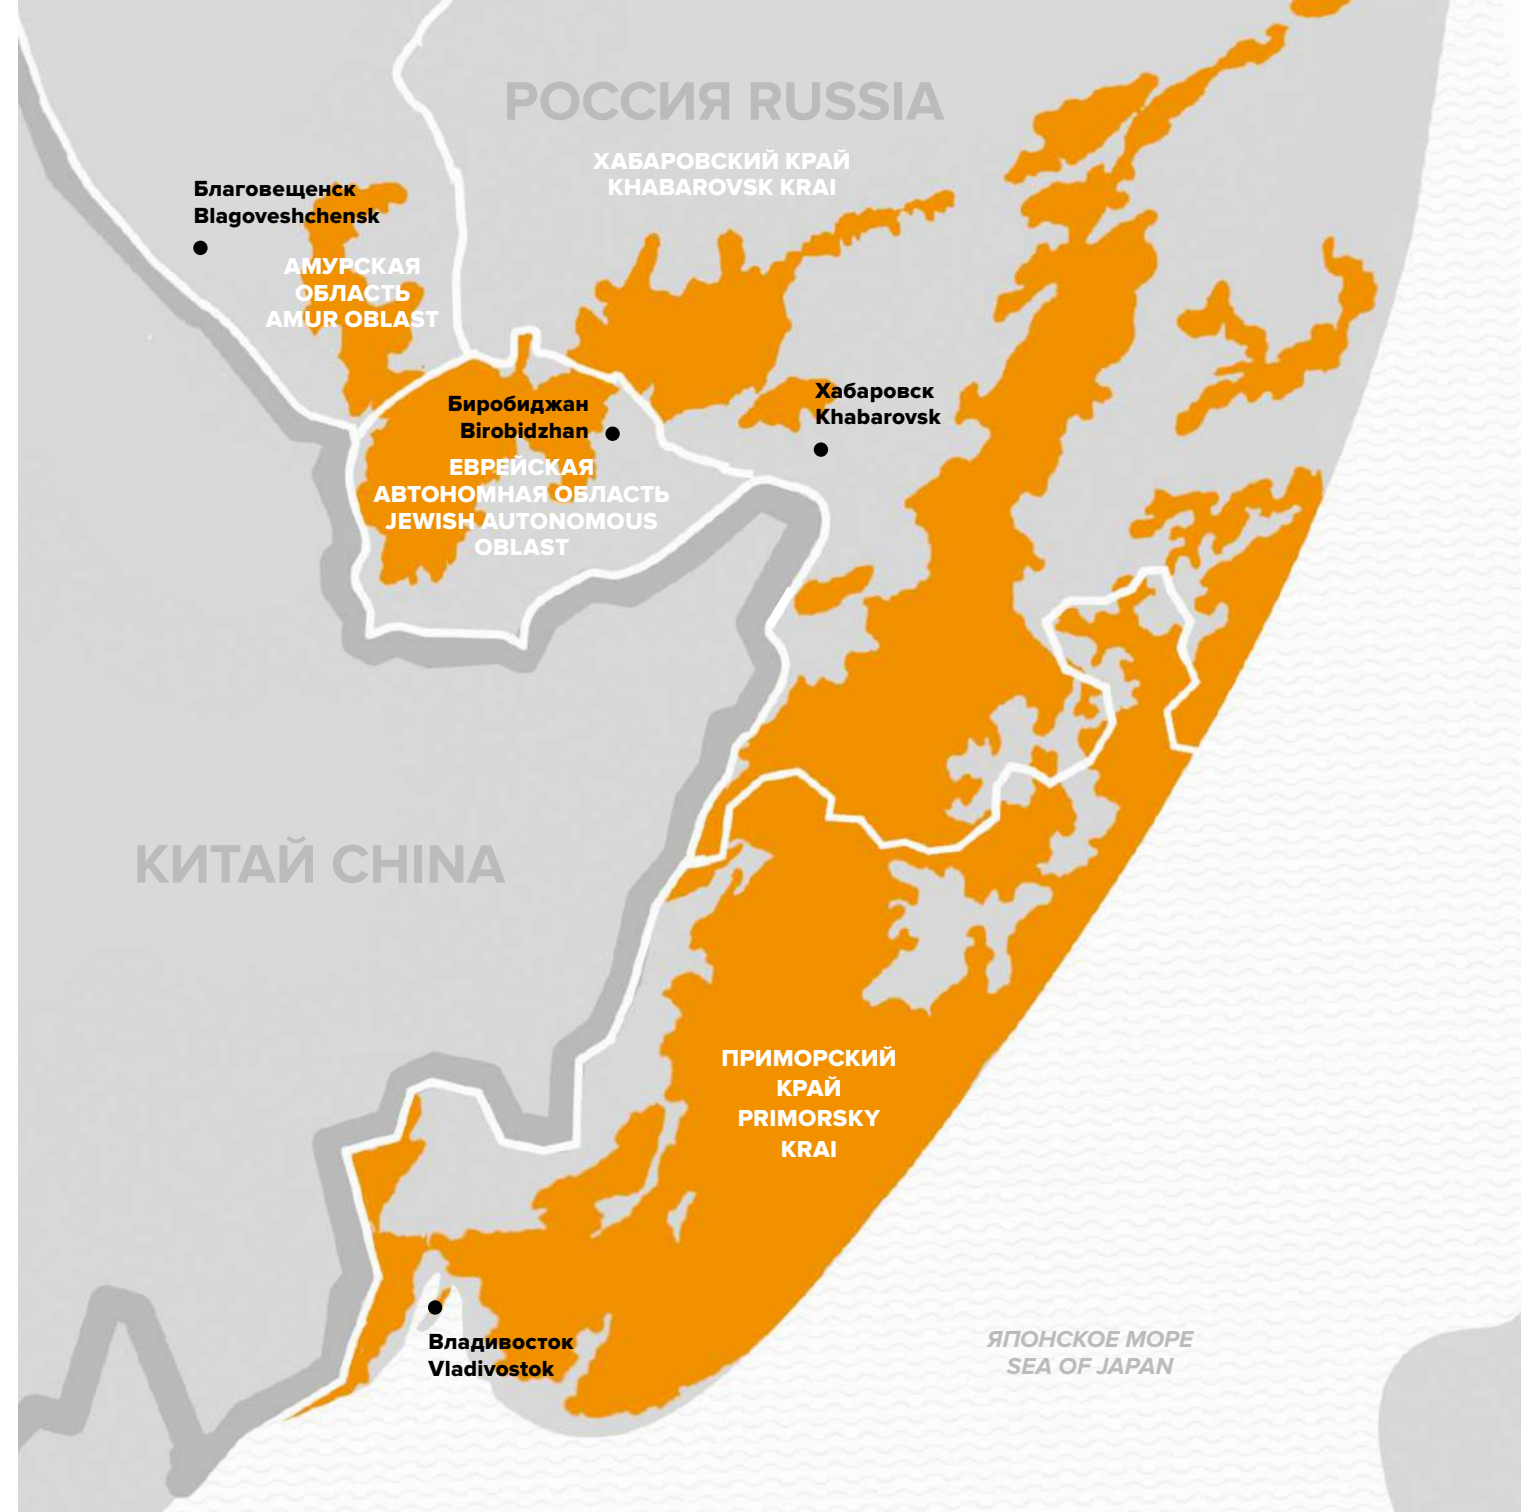 РОССИЯ RUSSIA
ХАБАРОВСКИЙ КРАЙ
KHABAROVSK KRAI
Благовещенск
Blagoveshchensk
АМУРСКАЯ
ОБЛАСТЬ
AMUR OBLAST
Хабаровск
Khabarovsk
Биробиджан
Birobidzhan
ЕВРЕЙСКАЯ
АВТОНОМНАЯ ОБЛАСТЬ
JEWISH AUTONOMOUS
OBLAST
КИТАЙ CHINA
ПРИМОРСКИЙ
КРАЙ
PRIMORSKY
KRAI
Владивосток
Vladivostok
ЯПОНСКОЕ МОРЕ
SEA OF JAPAN